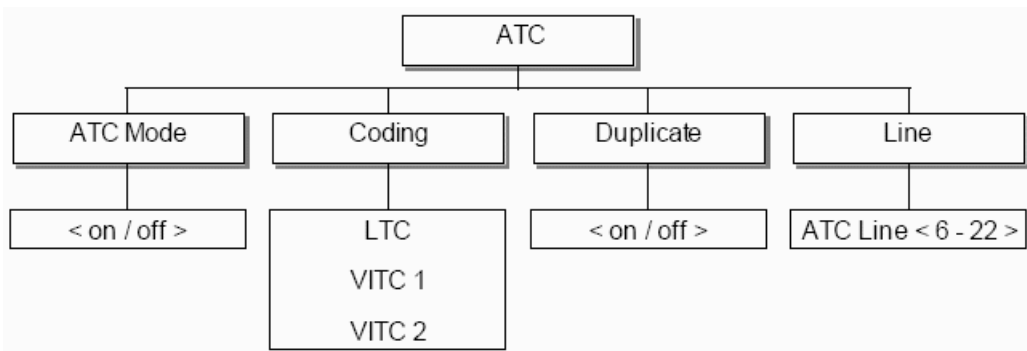 ATC
ATC Mode
Coding
Duplicate
Line
< on / off >
LTC
VITC 1
VITC 2
< on / off >
ATC Line < 6 - 22 >